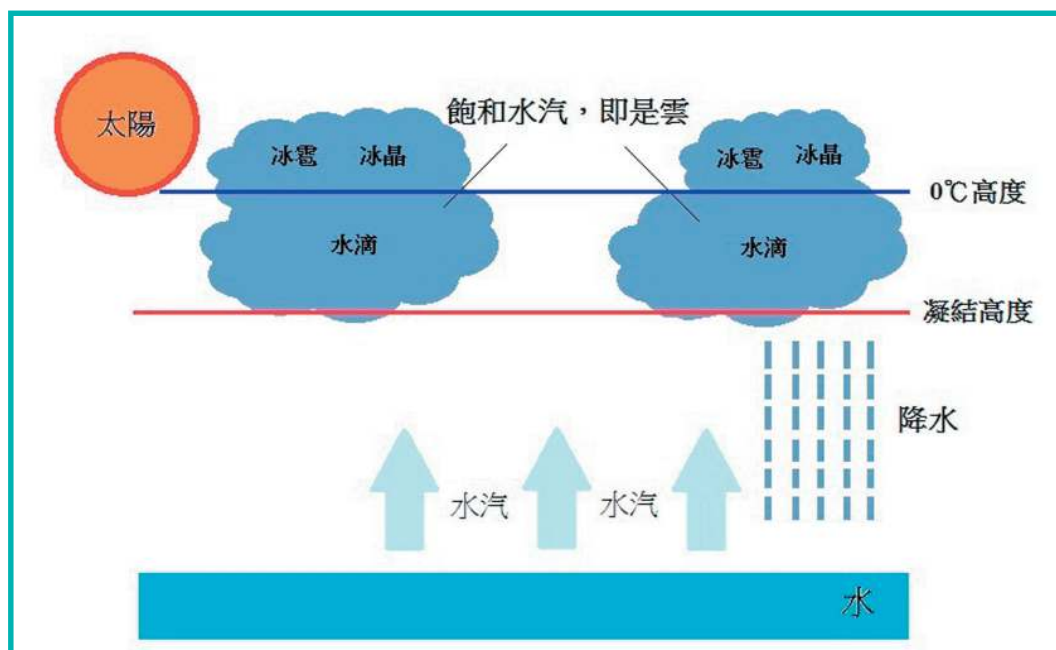 太陽
飽和水汽，即是雲
冰雹 冰晶
冰雹 冰晶
0℃高度
水滴
水滴
凝結高度
降水
水汽 水汽
水